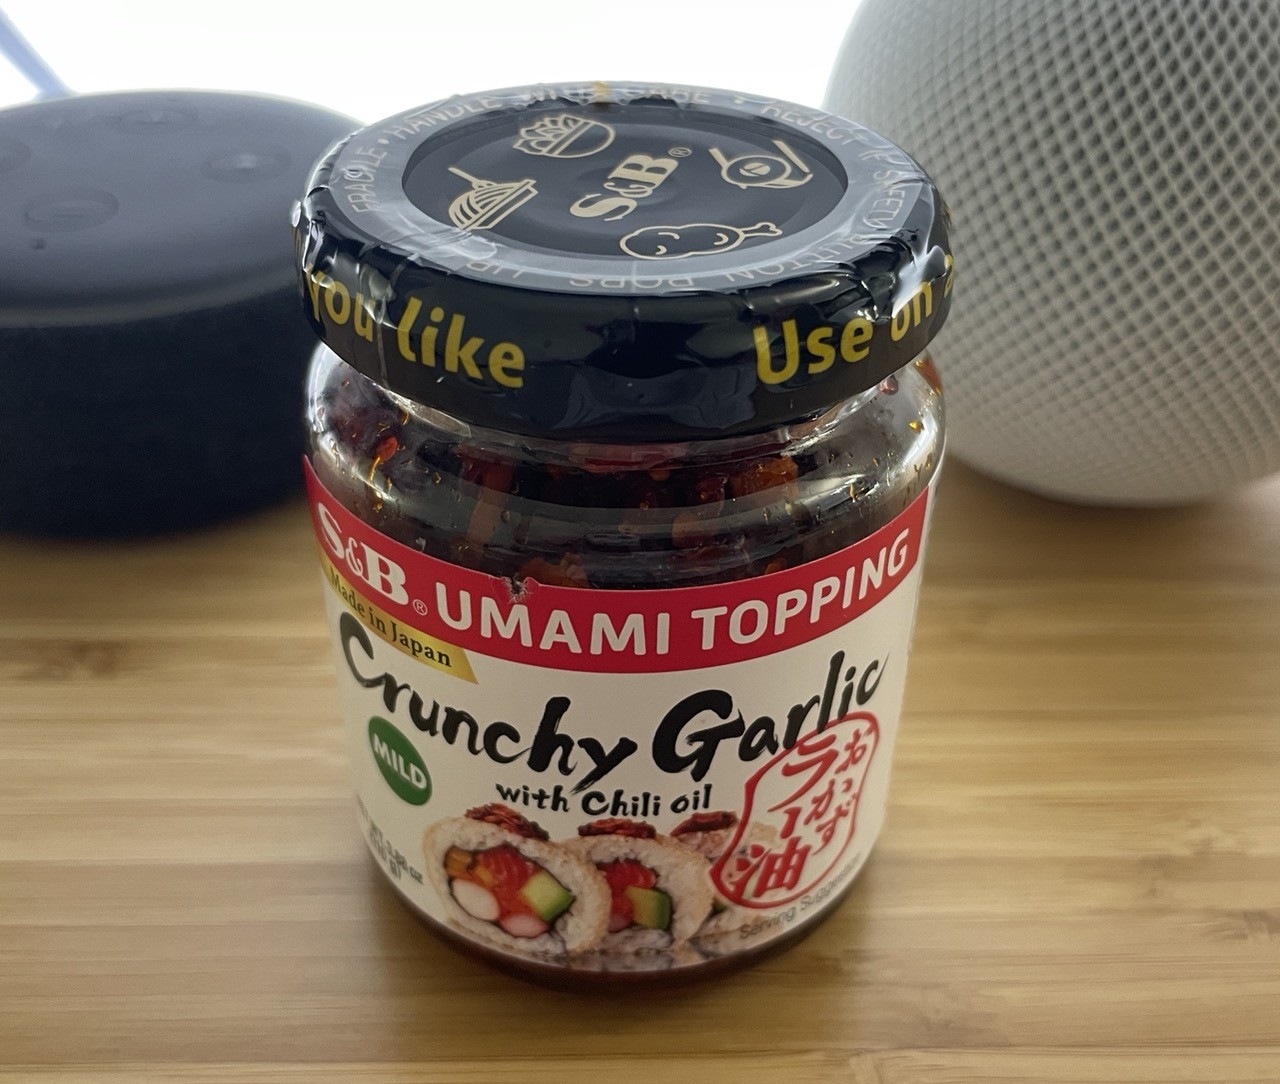 FRAGILE • HANDLE WITH CARE • REJECT IF SAFETY BUTTON POPS UP
S&B®
you like
Use on
S&B® UMAMI TOPPING
Made in Japan
Crunchy Garlic
MILD
with Chili oil
おかず
ラー油
Serving Suggestion